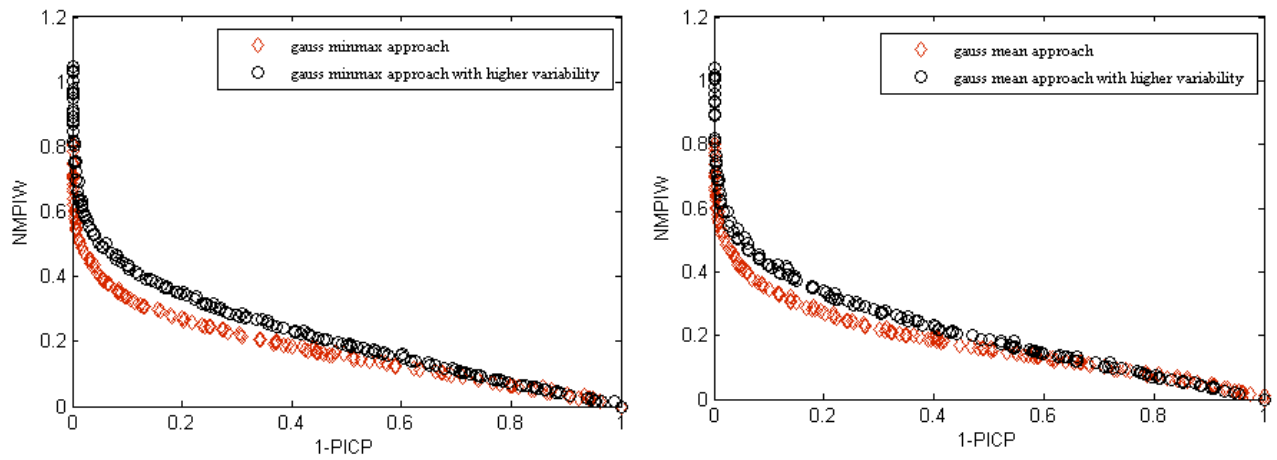 1.2
1
0.8
0.6
0.4
0.2
0
NMPIW
gauss minmax approach
gauss minmax approach with higher variability
0 0.2 0.4 0.6 0.8 1
1-PICP
1.2
1
0.8
0.6
0.4
0.2
0
NMPIW
gauss mean approach
gauss mean approach with higher variability
0 0.2 0.4 0.6 0.8 1
1-PICP